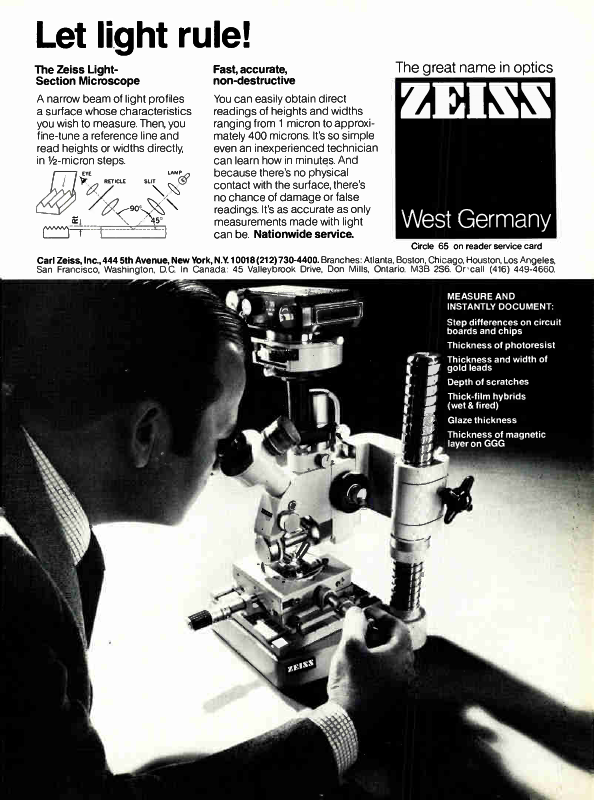 Let light rule!
The Zeiss Light-
Section Microscope
A narrow beam of light profiles
a surface whose characteristics
you wish to measure. Then, you
fine-tune a reference line and
read heights or widths directly,
in ½-micron steps.
EYE
RETICLE
SLIT
LAMP
90°
45°
Fast, accurate,
non-destructive
You can easily obtain direct
readings of heights and widths
ranging from 1 micron to approxi-
mately 400 microns. It's so simple
even an inexperienced technician
can learn how in minutes. And
because there's no physical
contact with the surface, there's
no chance of damage or false
readings. It's as accurate as only
measurements made with light
can be. Nationwide service.
The great name in optics
ZEISS
West Germany
Circle 65 on reader service card
Carl Zeiss, Inc., 444 5th Avenue, New York, N.Y. 10018 (212) 730-4400. Branches: Atlanta, Boston, Chicago, Houston, Los Angeles,
San Francisco, Washington, D.C. In Canada: 45 Valleybrook Drive, Don Mills, Ontario. M3B 2S6. Or call (416) 449-4660.
MEASURE AND
INSTANTLY DOCUMENT:
Step differences on circuit
boards and chips
Thickness of photoresist
Thickness and width of
gold leads
Depth of scratches
Thick-film hybrids
(wet & fired)
Glaze thickness
Thickness of magnetic
layer on GGG
ZEISS